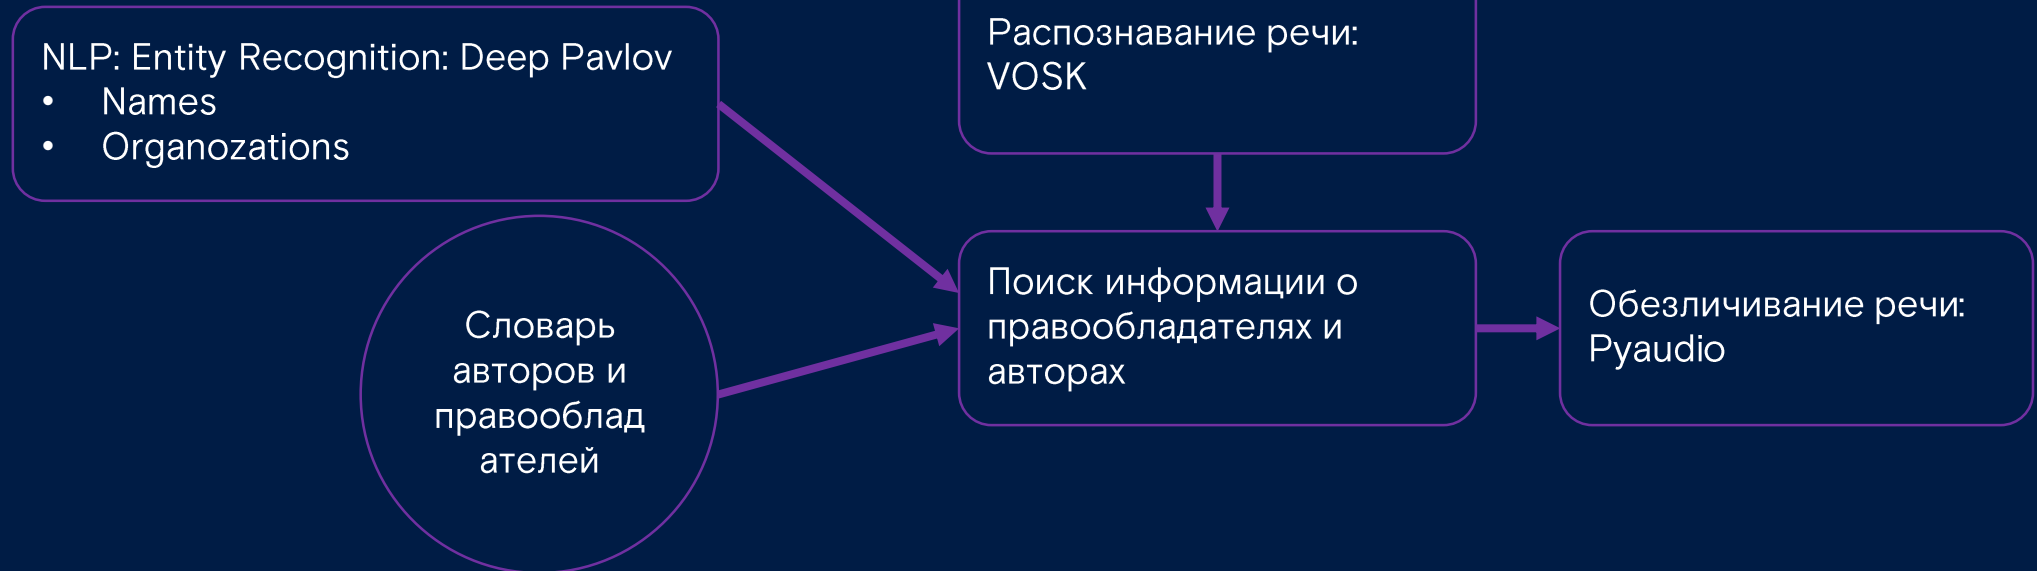 NLP: Entity Recognition: Deep Pavlov
• Names
• Organozations
Распознавание речи:
VOSK
Словарь
авторов и
правооблад
ателей
Поиск информации о
правообладателях и
авторах
Обезличивание речи:
Pyaudio